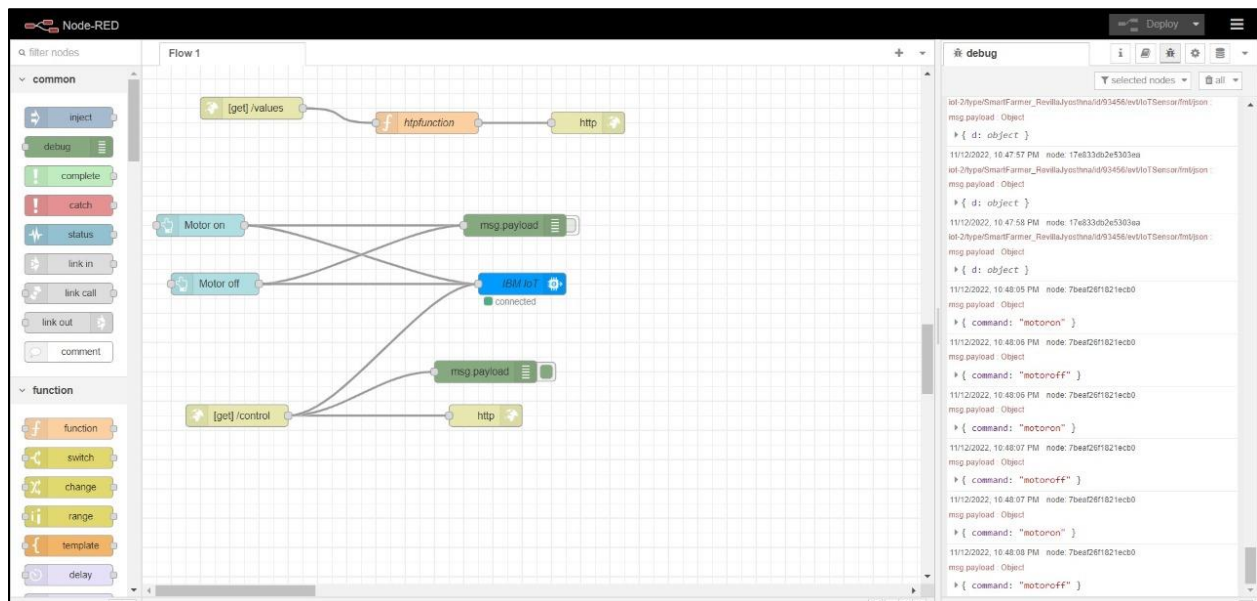 Node-RED
Deploy
filter nodes
Flow 1
debug
i
common
selected nodes
all
inject
debug
complete
catch
status
link in
link call
link out
comment
function
function
switch
change
range
template
delay
[get] /values
httpfunction
http
Motor on
msg.payload
Motor off
IBM IoT
connected
msg.payload
[get] /control
http
iot-2/type/SmartFarmer_RevillaJyosthna/id/93456/evt/IoTSensor/fmt/json :
msg.payload : Object
{ d: object }
11/12/2022, 10:47:57 PM node: 17e833db2e5303ea
iot-2/type/SmartFarmer_RevillaJyosthna/id/93456/evt/IoTSensor/fmt/json :
msg.payload : Object
{ d: object }
11/12/2022, 10:47:58 PM node: 17e833db2e5303ea
iot-2/type/SmartFarmer_RevillaJyosthna/id/93456/evt/IoTSensor/fmt/json :
msg.payload : Object
{ d: object }
11/12/2022, 10:48:05 PM node: 7beaf26f1821ecb0
msg.payload : Object
{ command: "motoron" }
11/12/2022, 10:48:06 PM node: 7beaf26f1821ecb0
msg.payload : Object
{ command: "motoroff" }
11/12/2022, 10:48:06 PM node: 7beaf26f1821ecb0
msg.payload : Object
{ command: "motoron" }
11/12/2022, 10:48:07 PM node: 7beaf26f1821ecb0
msg.payload : Object
{ command: "motoroff" }
11/12/2022, 10:48:07 PM node: 7beaf26f1821ecb0
msg.payload : Object
{ command: "motoron" }
11/12/2022, 10:48:08 PM node: 7beaf26f1821ecb0
msg.payload : Object
{ command: "motoroff" }